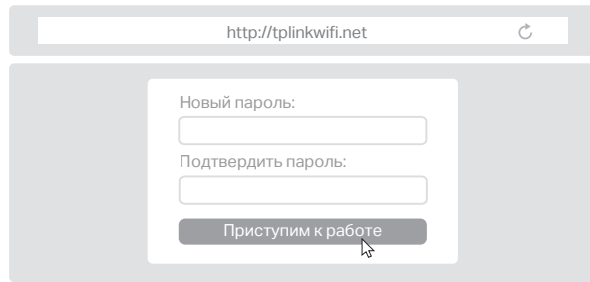 http://tplinkwifi.net
Новый пароль:
Подтвердить пароль:
Приступим к работе